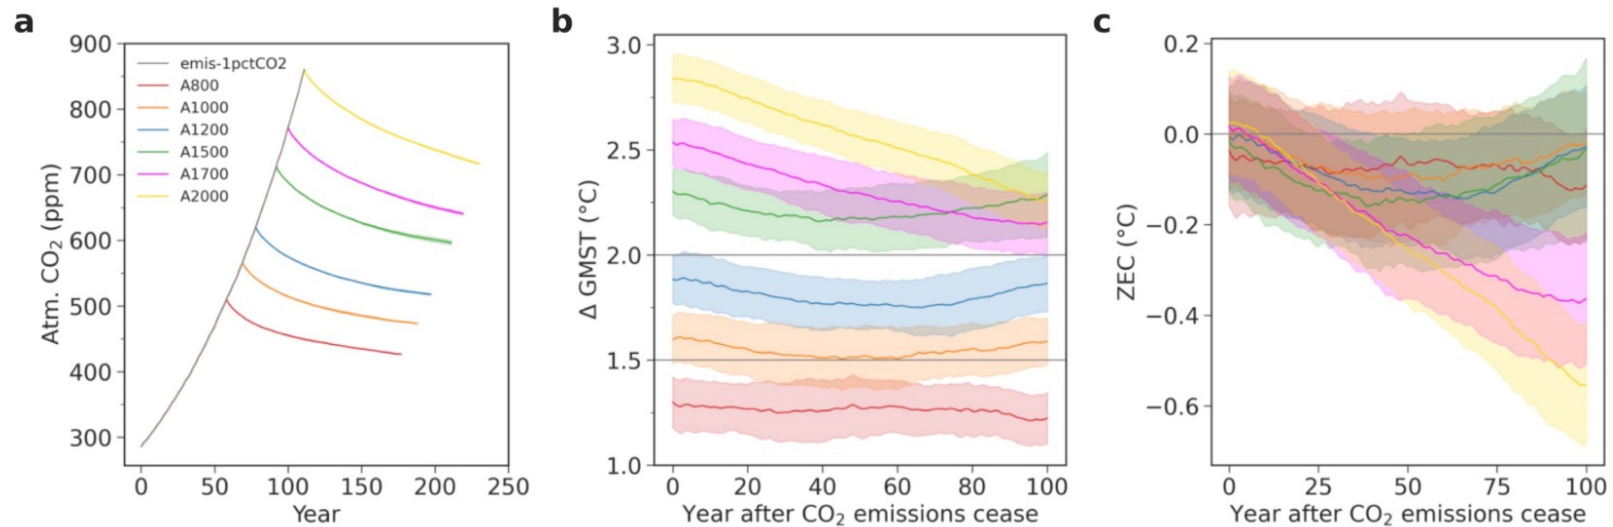 a
900
800
700
600
500
400
300
Atm. CO₂ (ppm)
emis-1pctCO2
A800
A1000
A1200
A1500
A1700
A2000
0 50 100 150 200 250
Year
b
3.0
2.5
2.0
1.5
1.0
Δ GMST (°C)
0 20 40 60 80 100
Year after CO₂ emissions cease
c
0.2
0.0
−0.2
−0.4
−0.6
ZEC (°C)
0 25 50 75 100
Year after CO₂ emissions cease